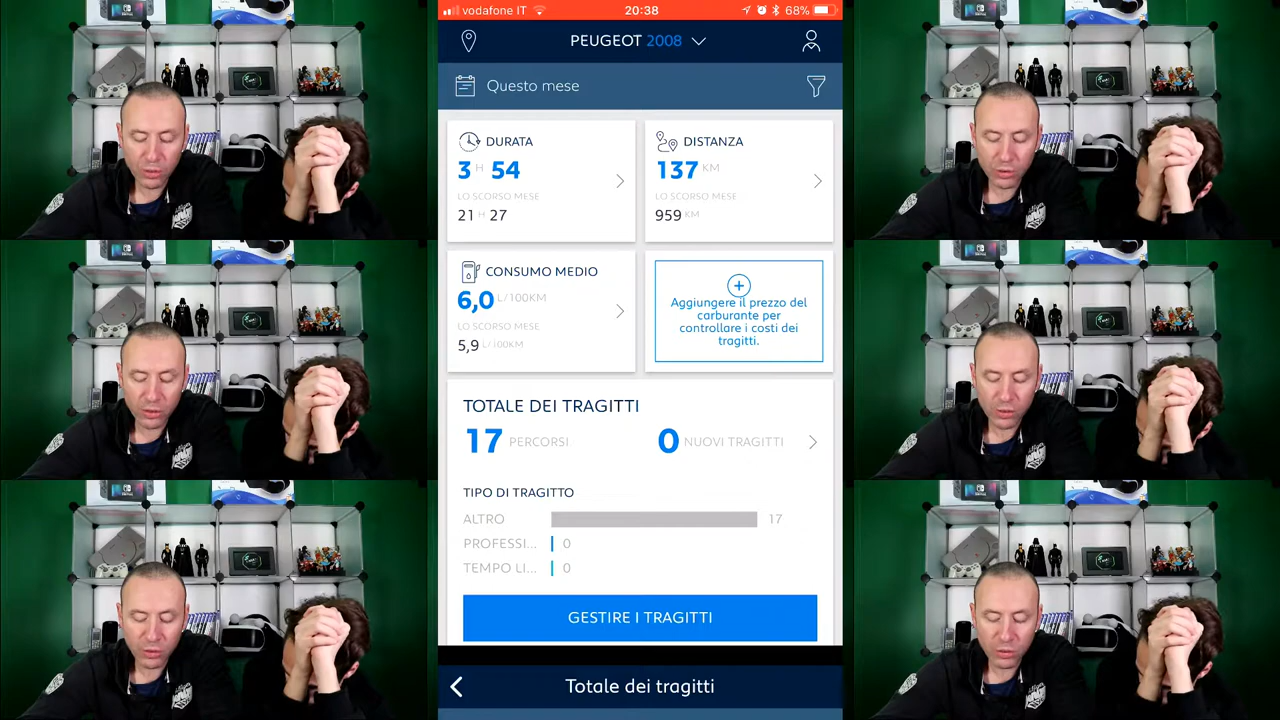 vodafone IT
20:38
68%
PEUGEOT 2008
Questo mese
DURATA
3 H 54
LO SCORSO MESE
21 H 27
DISTANZA
137 KM
LO SCORSO MESE
959 KM
CONSUMO MEDIO
6,0 L/100KM
LO SCORSO MESE
5,9 L/100KM
Aggiungere il prezzo del
carburante per
controllare i costi dei
tragitti.
TOTALE DEI TRAGITTI
17 PERCORSI
0 NUOVI TRAGITTI
TIPO DI TRAGITTO
ALTRO 17
PROFESSI... 0
TEMPO LI... 0
GESTIRE I TRAGITTI
Totale dei tragitti